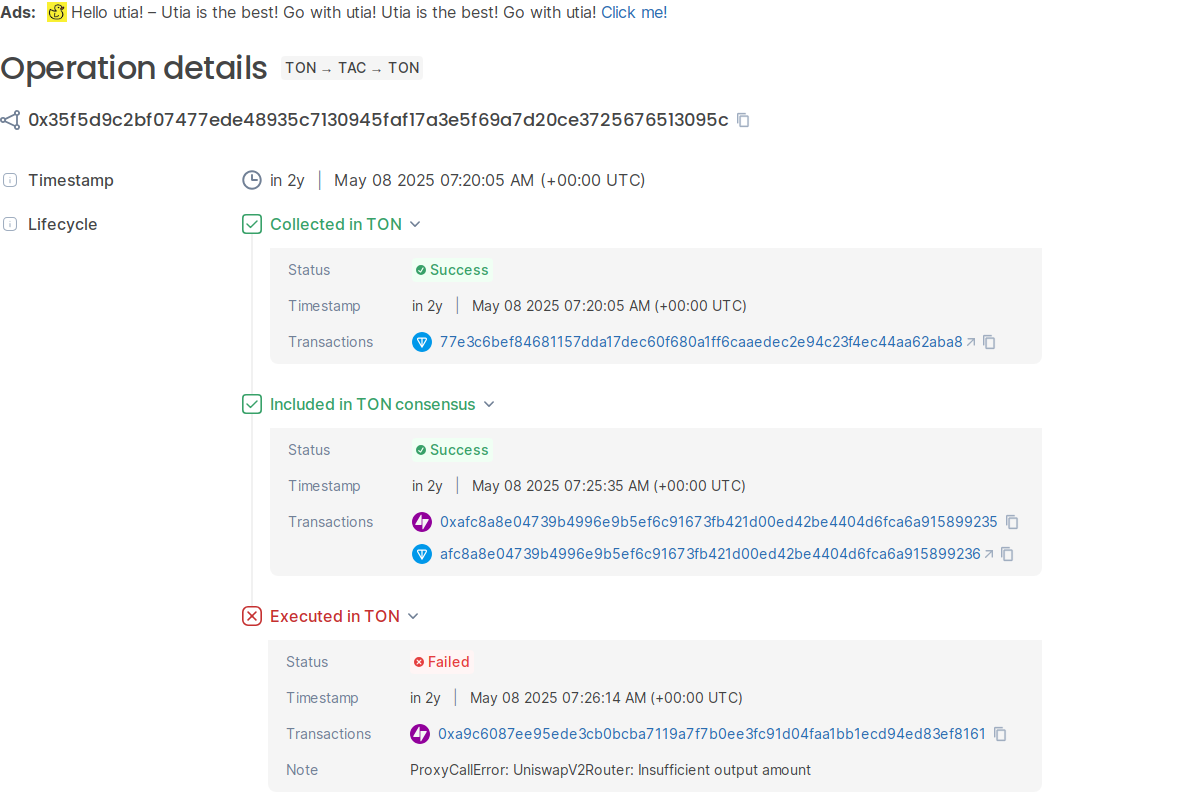 Ads: Hello utia! – Utia is the best! Go with utia! Utia is the best! Go with utia! Click me!
Operation details TON → TAC → TON
0x35f5d9c2bf07477ede48935c7130945faf17a3e5f69a7d20ce3725676513095c
Timestamp in 2y | May 08 2025 07:20:05 AM (+00:00 UTC)
Lifecycle Collected in TON
Status Success
Timestamp in 2y | May 08 2025 07:20:05 AM (+00:00 UTC)
Transactions 77e3c6bef84681157dda17dec60f680a1ff6caaedec2e94c23f4ec44aa62aba8
Included in TON consensus
Status Success
Timestamp in 2y | May 08 2025 07:25:35 AM (+00:00 UTC)
Transactions 0xafc8a8e04739b4996e9b5ef6c91673fb421d00ed42be4404d6fca6a915899235
afc8a8e04739b4996e9b5ef6c91673fb421d00ed42be4404d6fca6a915899236
Executed in TON
Status Failed
Timestamp in 2y | May 08 2025 07:26:14 AM (+00:00 UTC)
Transactions 0xa9c6087ee95ede3cb0bcba7119a7f7b0ee3fc91d04faa1bb1ecd94ed83ef8161
Note ProxyCallError: UniswapV2Router: Insufficient output amount